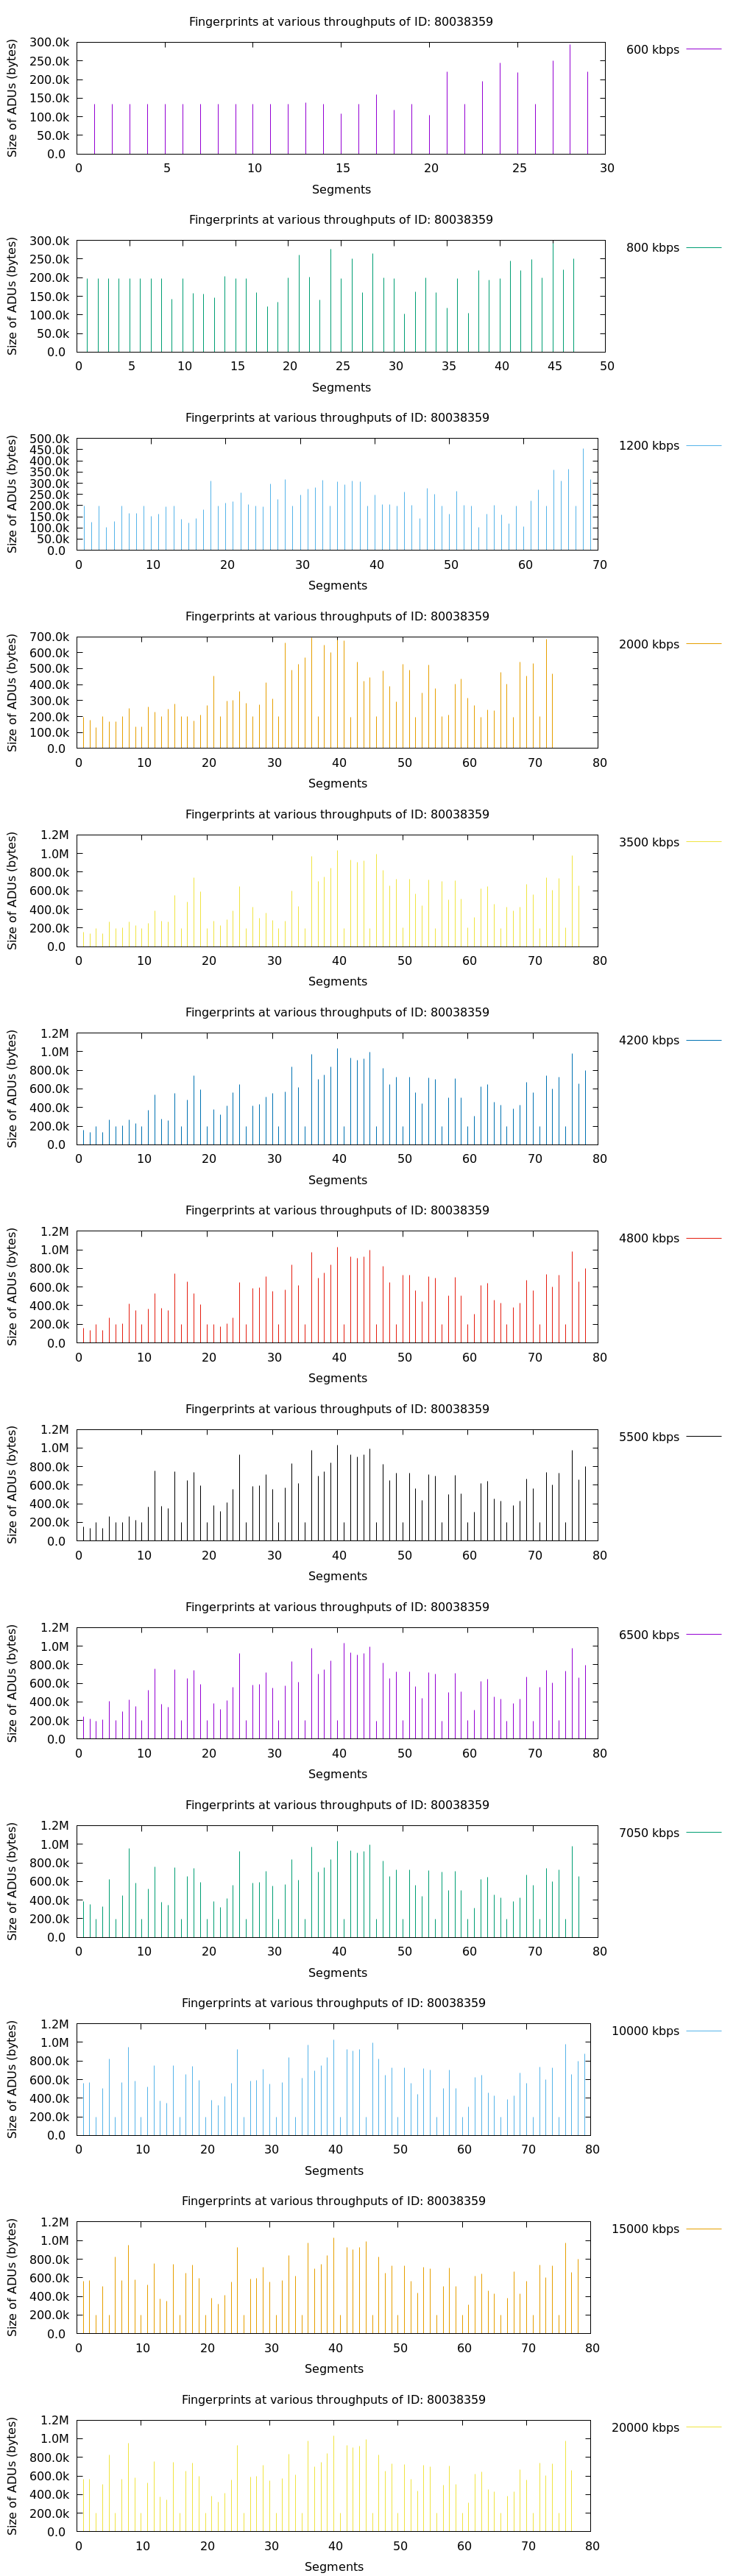 Fingerprints at various throughputs of ID: 80038359
300.0k
250.0k
200.0k
150.0k
100.0k
50.0k
0.0
Size of ADUs (bytes)
600 kbps
0 5 10 15 20 25 30
Segments
Fingerprints at various throughputs of ID: 80038359
300.0k
250.0k
200.0k
150.0k
100.0k
50.0k
0.0
Size of ADUs (bytes)
800 kbps
0 5 10 15 20 25 30 35 40 45 50
Segments
Fingerprints at various throughputs of ID: 80038359
500.0k
450.0k
400.0k
350.0k
300.0k
250.0k
200.0k
150.0k
100.0k
50.0k
0.0
Size of ADUs (bytes)
1200 kbps
0 10 20 30 40 50 60 70
Segments
Fingerprints at various throughputs of ID: 80038359
700.0k
600.0k
500.0k
400.0k
300.0k
200.0k
100.0k
0.0
Size of ADUs (bytes)
2000 kbps
0 10 20 30 40 50 60 70 80
Segments
Fingerprints at various throughputs of ID: 80038359
1.2M
1.0M
800.0k
600.0k
400.0k
200.0k
0.0
Size of ADUs (bytes)
3500 kbps
0 10 20 30 40 50 60 70 80
Segments
Fingerprints at various throughputs of ID: 80038359
1.2M
1.0M
800.0k
600.0k
400.0k
200.0k
0.0
Size of ADUs (bytes)
4200 kbps
0 10 20 30 40 50 60 70 80
Segments
Fingerprints at various throughputs of ID: 80038359
1.2M
1.0M
800.0k
600.0k
400.0k
200.0k
0.0
Size of ADUs (bytes)
4800 kbps
0 10 20 30 40 50 60 70 80
Segments
Fingerprints at various throughputs of ID: 80038359
1.2M
1.0M
800.0k
600.0k
400.0k
200.0k
0.0
Size of ADUs (bytes)
5500 kbps
0 10 20 30 40 50 60 70 80
Segments
Fingerprints at various throughputs of ID: 80038359
1.2M
1.0M
800.0k
600.0k
400.0k
200.0k
0.0
Size of ADUs (bytes)
6500 kbps
0 10 20 30 40 50 60 70 80
Segments
Fingerprints at various throughputs of ID: 80038359
1.2M
1.0M
800.0k
600.0k
400.0k
200.0k
0.0
Size of ADUs (bytes)
7050 kbps
0 10 20 30 40 50 60 70 80
Segments
Fingerprints at various throughputs of ID: 80038359
1.2M
1.0M
800.0k
600.0k
400.0k
200.0k
0.0
Size of ADUs (bytes)
10000 kbps
0 10 20 30 40 50 60 70 80
Segments
Fingerprints at various throughputs of ID: 80038359
1.2M
1.0M
800.0k
600.0k
400.0k
200.0k
0.0
Size of ADUs (bytes)
15000 kbps
0 10 20 30 40 50 60 70 80
Segments
Fingerprints at various throughputs of ID: 80038359
1.2M
1.0M
800.0k
600.0k
400.0k
200.0k
0.0
Size of ADUs (bytes)
20000 kbps
0 10 20 30 40 50 60 70 80
Segments